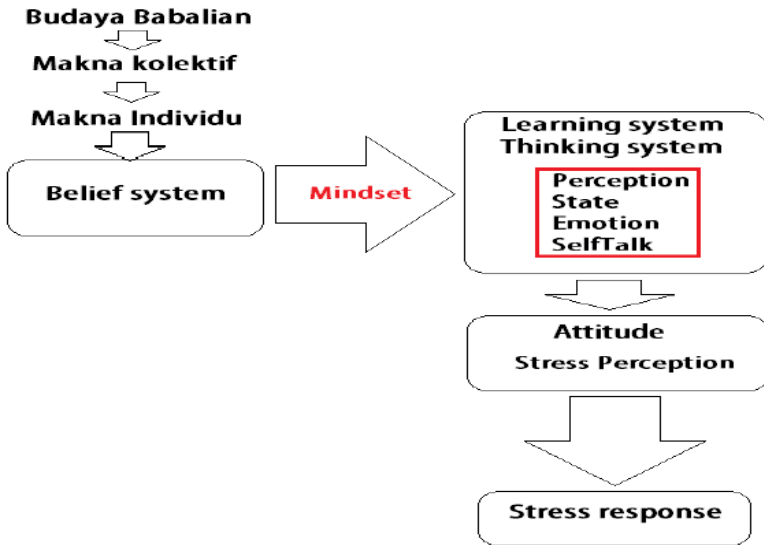 Budaya Babalian
Makna kolektif
Makna Individu
Belief system
Mindset
Learning system
Thinking system
Perception
State
Emotion
SelfTalk
Attitude
Stress Perception
Stress response